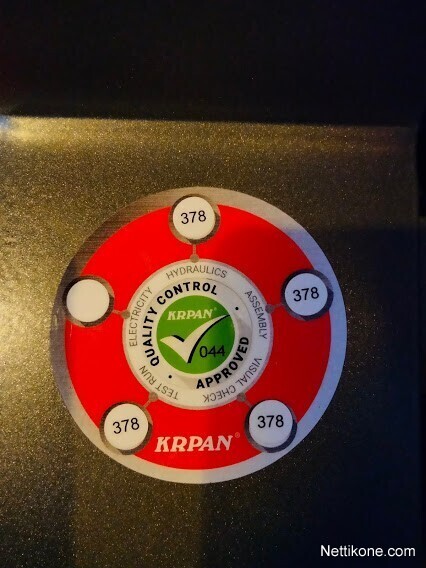 378
HYDRAULICS
378
ASSEMBLY
ELECTRICITY
QUALITY CONTROL
KRPAN®
044
APPROVED
VISUAL CHECK
TEST RUN
378
378
KRPAN®
Nettikone.com